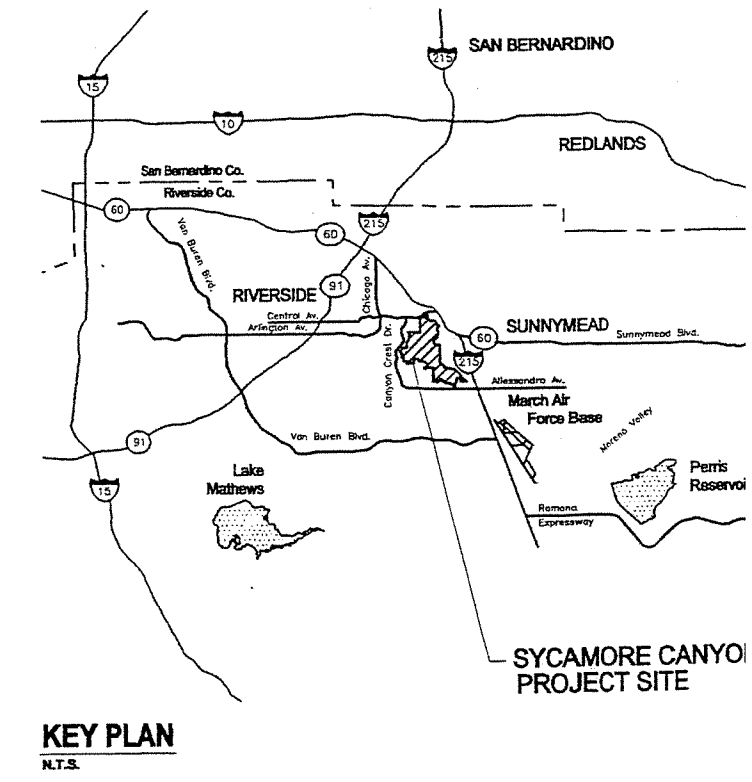 SAN BERNARDINO
215
15
10
REDLANDS
San Bernardino Co.
Riverside Co.
60
Van Buren Blvd.
60
215
91
RIVERSIDE
Chicago Av.
Central Av.
Arlington Av.
Canyon Crest Dr.
SUNNYMEAD
60
Sunnymead Blvd.
215
Allessandro Av.
March Air
Force Base
Moreno Valley
Van Buren Blvd.
91
Lake
Mathews
15
Perris
Reservoi
Ramona
Expressway
SYCAMORE CANYO
PROJECT SITE
KEY PLAN
N.T.S.